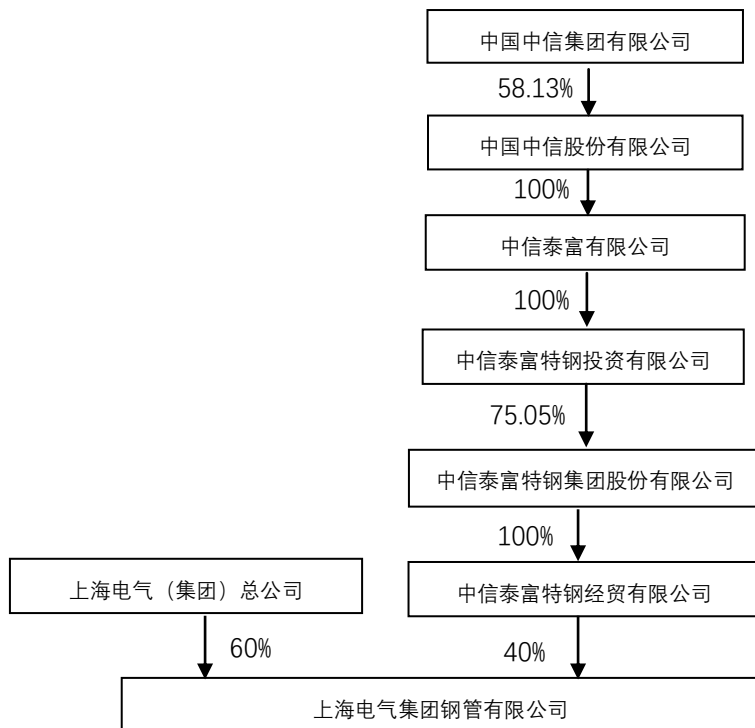 中国中信集团有限公司
58.13%
中国中信股份有限公司
100%
中信泰富有限公司
100%
中信泰富特钢投资有限公司
75.05%
中信泰富特钢集团股份有限公司
100%
上海电气（集团）总公司
中信泰富特钢经贸有限公司
60%
40%
上海电气集团钢管有限公司